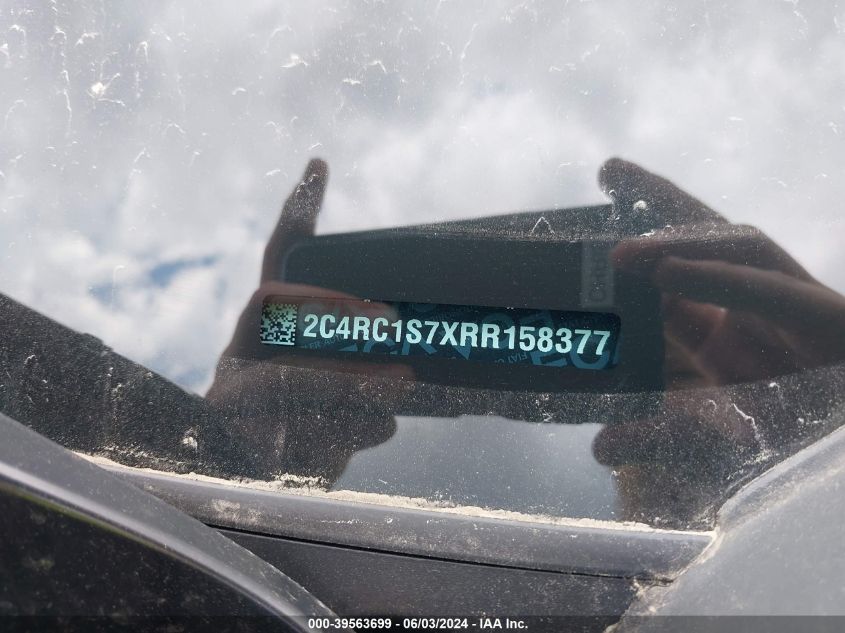 2C4RC1S7XRR158377
000-39563699 - 06/03/2024 - IAA Inc.